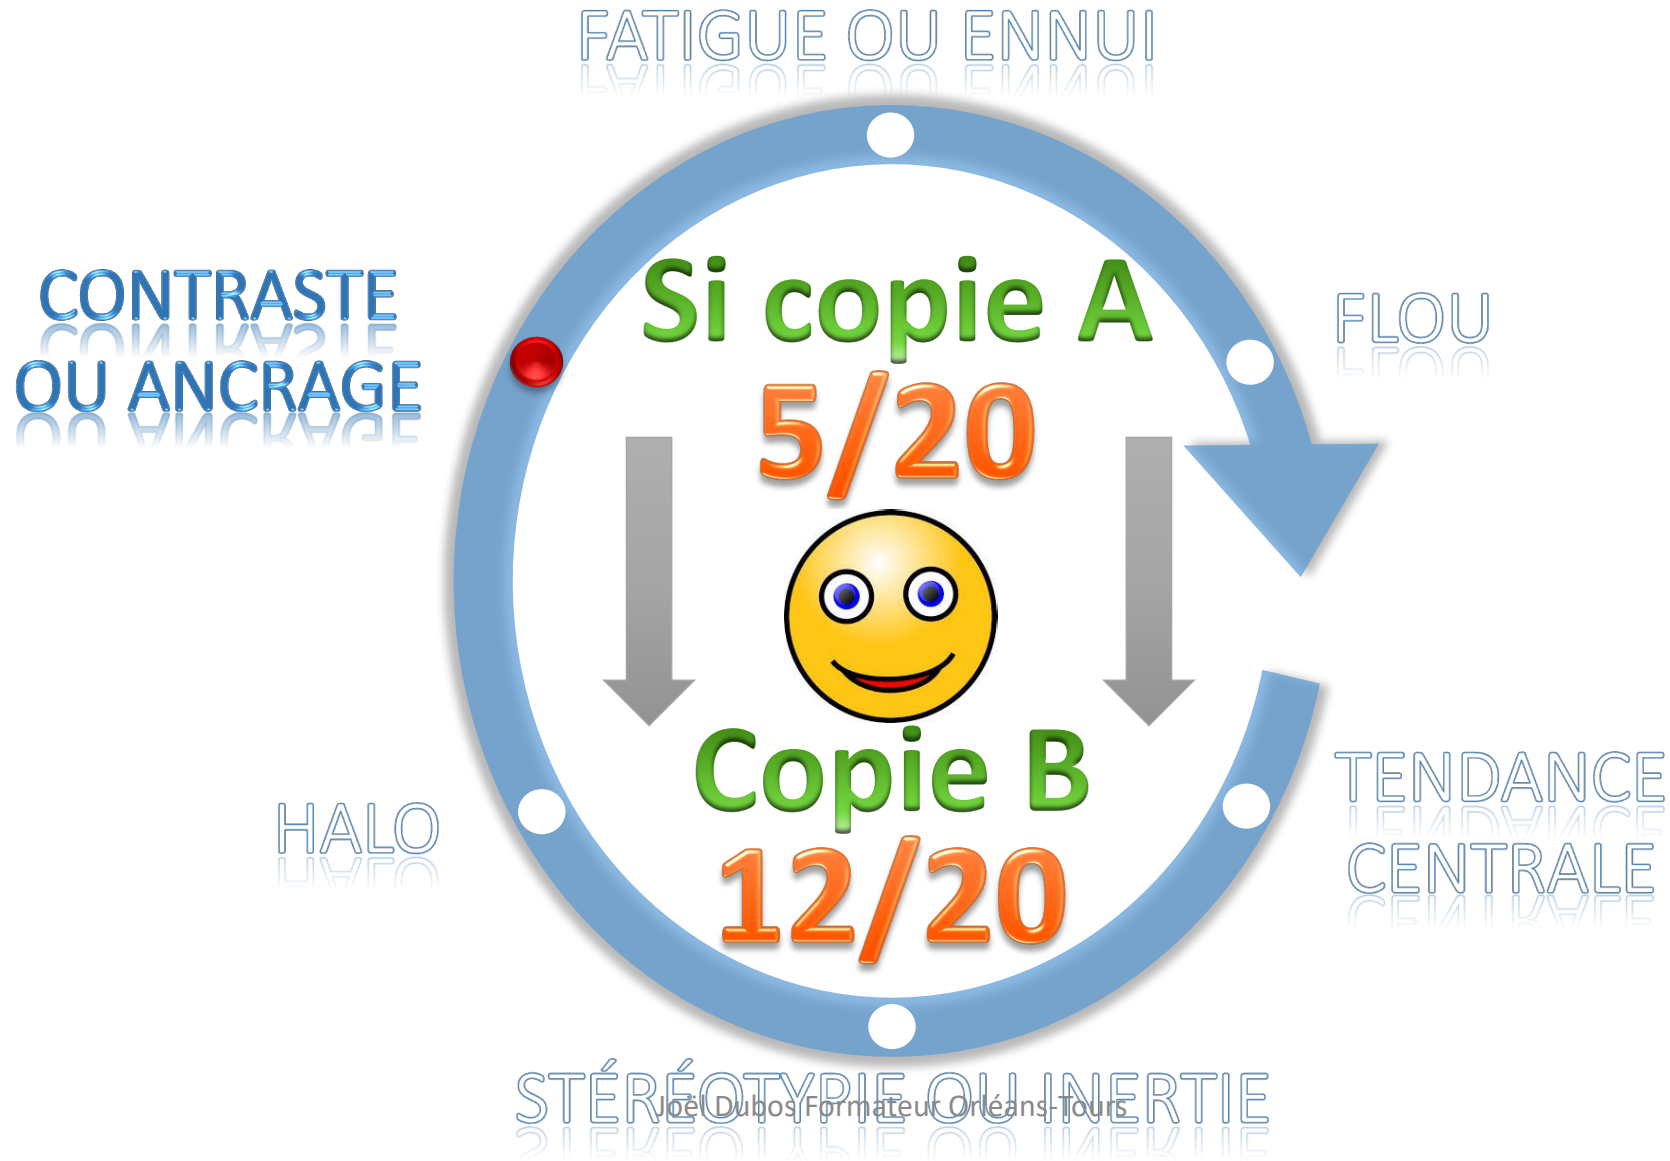 FATIGUE OU ENNUI
CONTRASTE
OU ANCRAGE
Si copie A
5/20
FLOU
Copie B
12/20
HALO
TENDANCE
CENTRALE
STÉRÉOTYPIE OU INERTIE
Joël Dubos Formateur Orléans-Tours